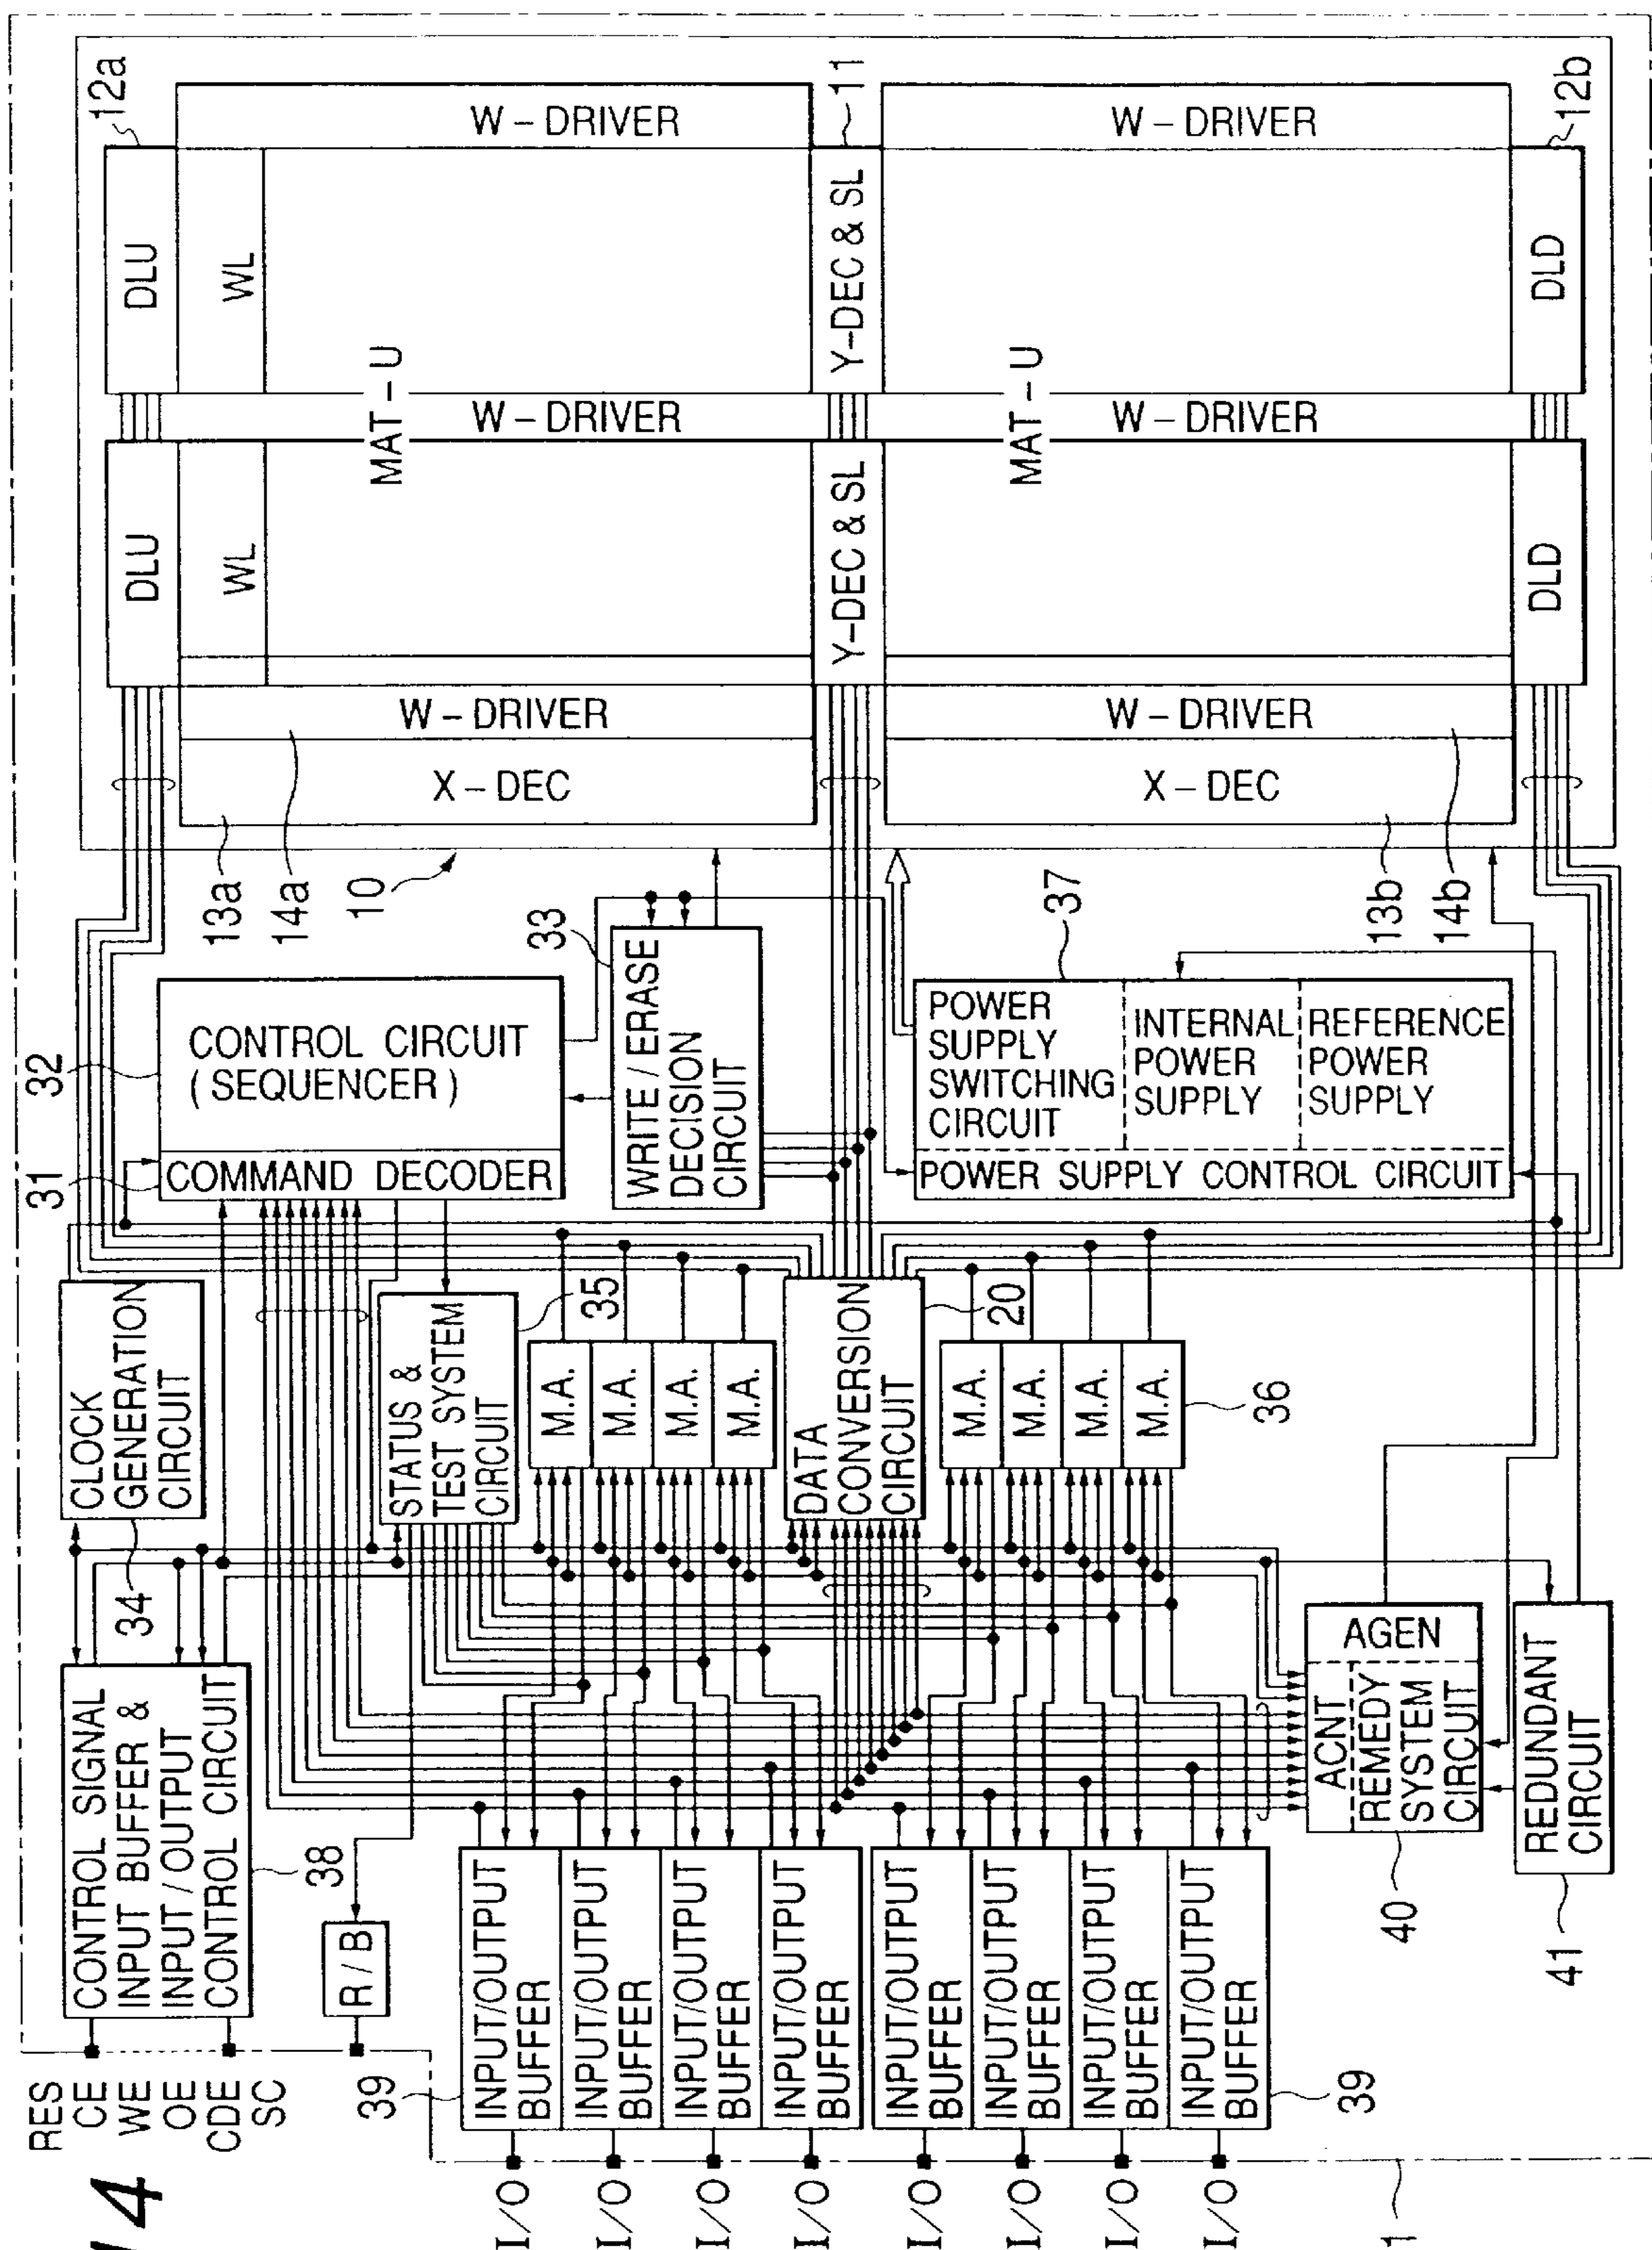 14
RES
CE
WE
OE
CDE
SC
CONTROL SIGNAL
INPUT BUFFER &
INPUT/OUTPUT
CONTROL CIRCUIT
38
R/B
CLOCK
GENERATION
CIRCUIT
34
31
COMMAND DECODER
32
CONTROL CIRCUIT
(SEQUENCER)
33
WRITE/ERASE
DECISION
CIRCUIT
STATUS &
TEST SYSTEM
CIRCUIT
35
M.A.
M.A.
M.A.
M.A.
DATA
CONVERSION
CIRCUIT
20
M.A.
M.A.
M.A.
M.A.
36
37
POWER
SUPPLY
SWITCHING
CIRCUIT
INTERNAL
POWER
SUPPLY
REFERENCE
POWER
SUPPLY
POWER SUPPLY CONTROL CIRCUIT
39
I/O
INPUT/OUTPUT
BUFFER
I/O
INPUT/OUTPUT
BUFFER
I/O
INPUT/OUTPUT
BUFFER
I/O
INPUT/OUTPUT
BUFFER
I/O
INPUT/OUTPUT
BUFFER
I/O
INPUT/OUTPUT
BUFFER
I/O
INPUT/OUTPUT
BUFFER
I/O
INPUT/OUTPUT
BUFFER
39
ACNT
AGEN
REMEDY
SYSTEM
CIRCUIT
40
REDUNDANT
CIRCUIT
41
1
10
13a
14a
12a
DLU
DLU
WL
WL
X-DEC
W-DRIVER
MAT-U
W-DRIVER
W-DRIVER
11
Y-DEC & SL
Y-DEC & SL
X-DEC
W-DRIVER
MAT-U
W-DRIVER
W-DRIVER
13b
14b
DLD
DLD
12b